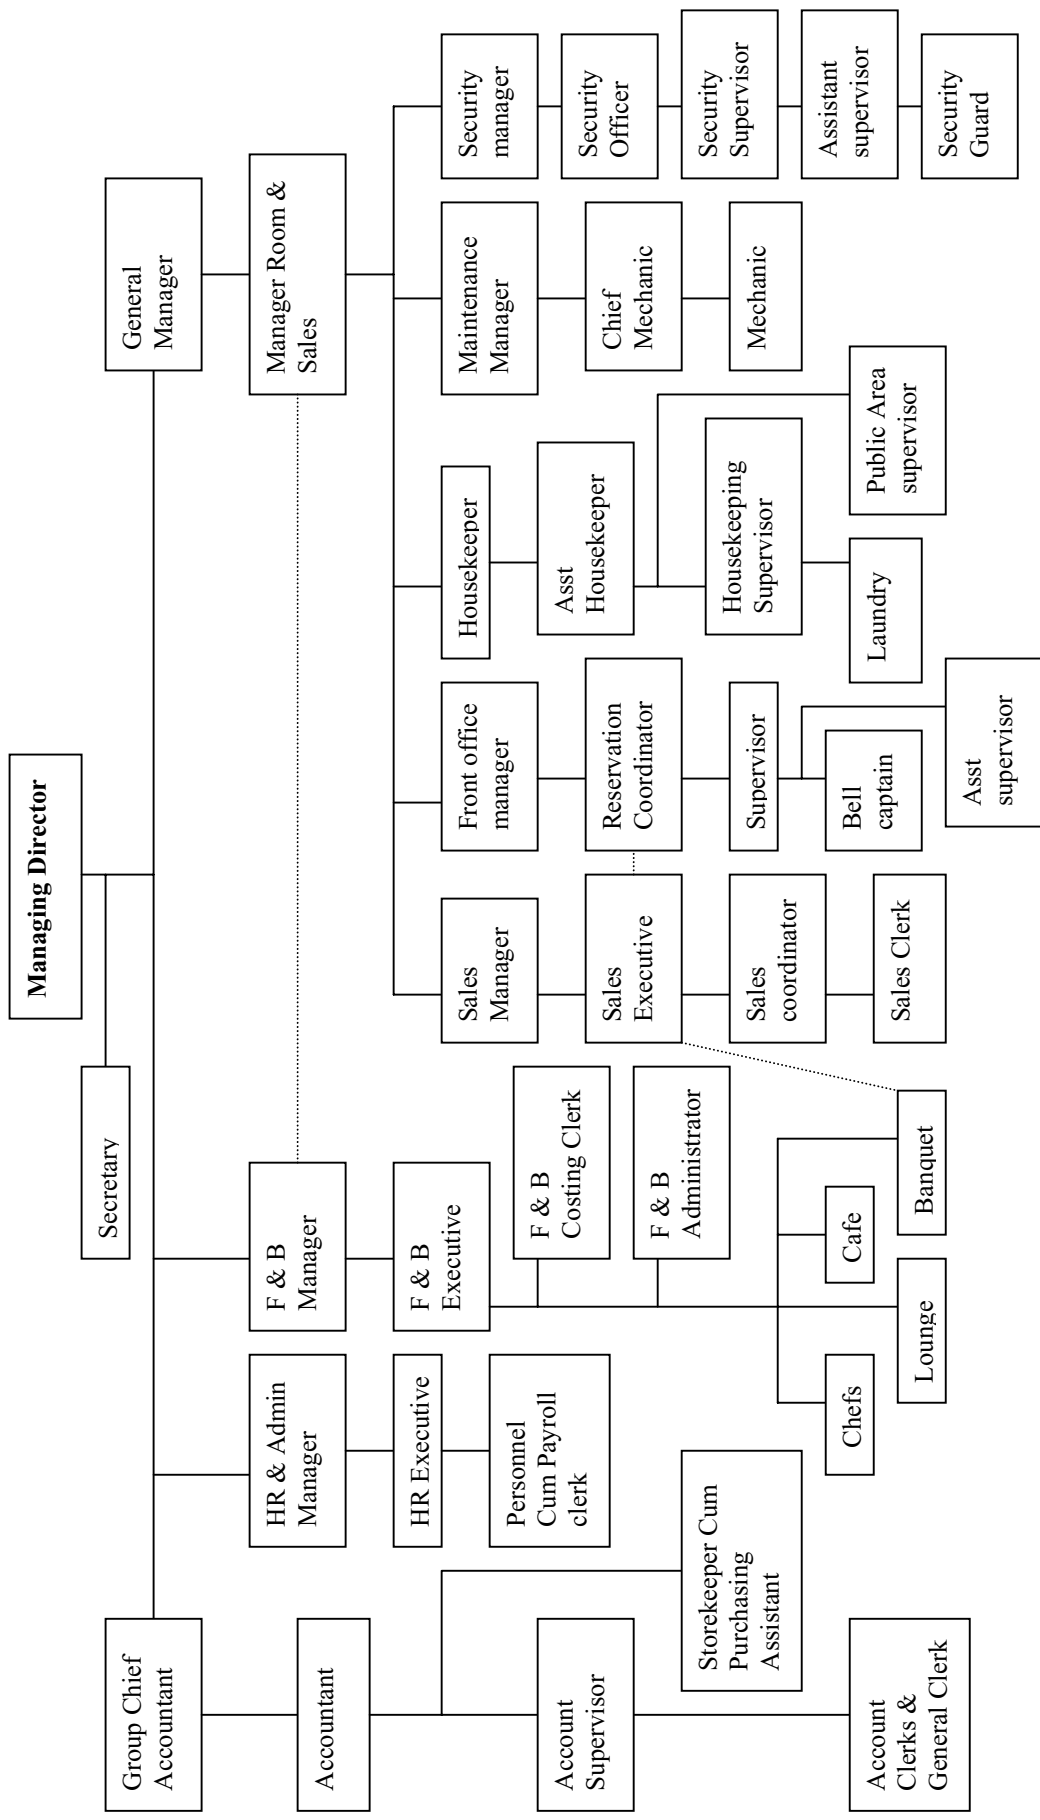 Managing Director
Secretary
Group Chief
Accountant
General
Manager
HR & Admin
Manager
F & B
Manager
Manager Room &
Sales
Accountant
HR Executive
F & B
Executive
Sales
Manager
Front office
manager
Housekeeper
Maintenance
Manager
Security
manager
Personnel
Cum Payroll
clerk
F & B
Costing Clerk
Account
Supervisor
Asst
Housekeeper
Security
Officer
Sales
Executive
Reservation
Coordinator
Chief
Mechanic
F & B
Administrator
Storekeeper Cum
Purchasing
Assistant
Security
Supervisor
Housekeeping
Supervisor
Sales
coordinator
Supervisor
Mechanic
Assistant
supervisor
Chefs
Cafe
Bell
captain
Account
Clerks &
General Clerk
Laundry
Public Area
supervisor
Sales Clerk
Lounge
Banquet
Security
Guard
Asst
supervisor